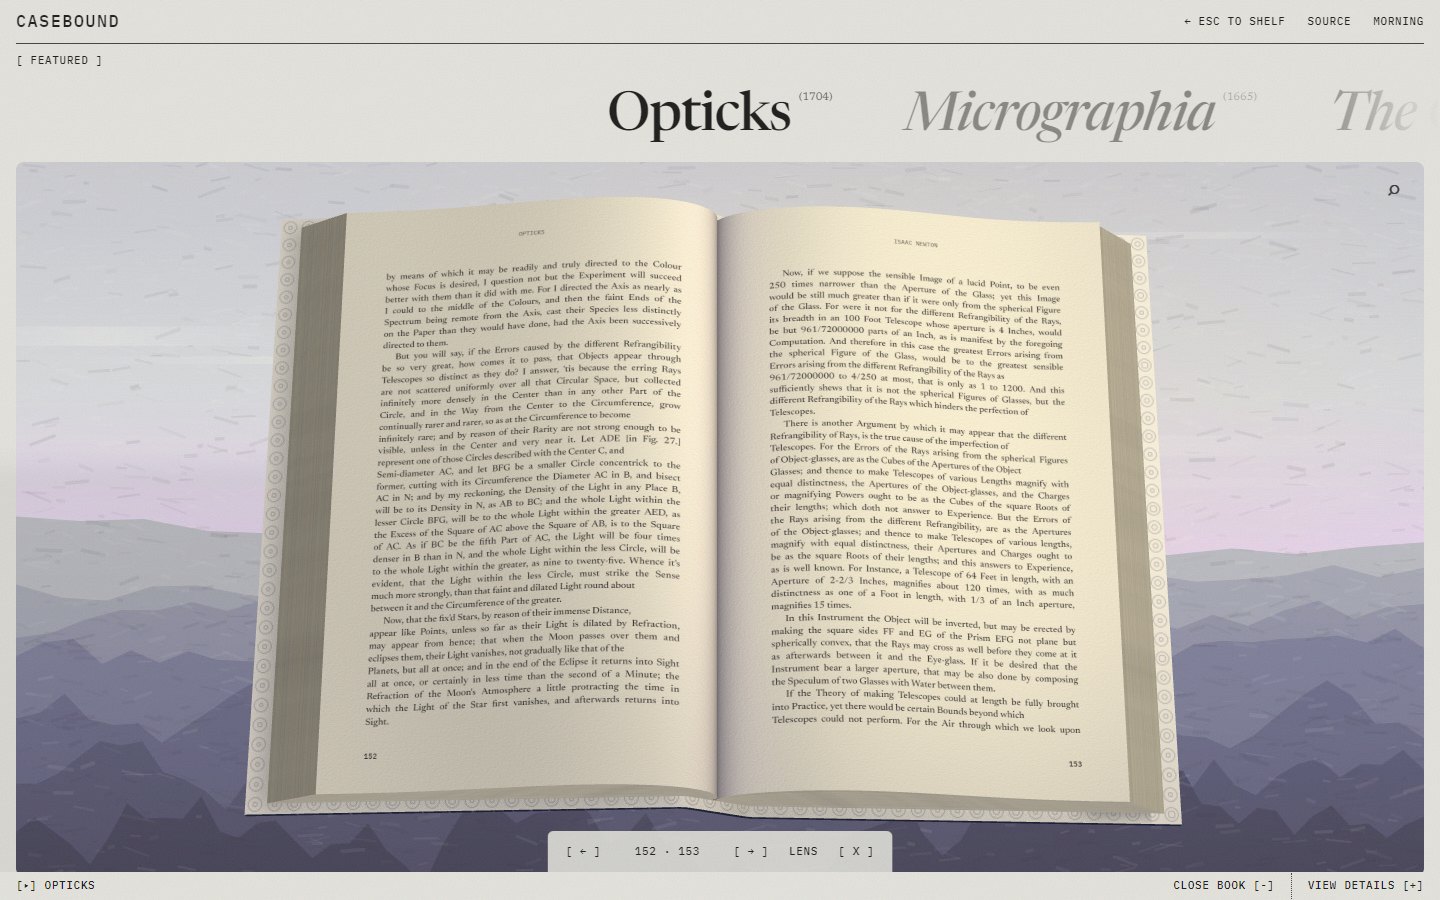 CASEBOUND
← ESC TO SHELF SOURCE MORNING
[ FEATURED ]
Opticks (1704) Micrographia (1665) The
OPTICKS
by means of which it may be readily and truly directed to the Colour
whose Focus is desired, I question not but the Experiment will succeed
better with them than it did with me. For I directed the Axis as nearly as
I could to the middle of the Colours, and then the faint Ends of the
Spectrum being remote from the Axis, cast their Species less distinctly
on the Paper than they would have done, had the Axis been successively
directed to them.
But you will say, if the Errors caused by the different Refrangibility
be so very great, how comes it to pass, that Objects appear through
Telescopes so distinct as they do? I answer, 'tis because the erring Rays
are not scattered uniformly over all that Circular Space, but collected
infinitely more densely in the Center than in any other Part of the
Circle, and in the Way from the Center to the Circumference, grow
continually rarer and rarer, so as at the Circumference to become
infinitely rare; and by reason of their Rarity are not strong enough to be
visible, unless in the Center and very near it. Let ADE [in Fig. 27.]
represent one of those Circles described with the Center C, and
Semi-diameter AC, and let BFG be a smaller Circle concentrick to the
former, cutting with its Circumference the Diameter AC in B, and bisect
AC in N; and by my reckoning, the Density of the Light in any Place B,
will be to its Density in N, as AB to BC; and the whole Light within the
lesser Circle BFG, will be to the whole Light within the greater AED, as
the Excess of the Square of AC above the Square of AB, is to the Square
of AC. As if BC be the fifth Part of AC, the Light will be four times
denser in B than in N, and the whole Light within the less Circle, will be
to the whole Light within the greater, as nine to twenty-five. Whence it's
evident, that the Light within the less Circle, must strike the Sense
much more strongly, than that faint and dilated Light round about
between it and the Circumference of the greater.
Now, that the fix'd Stars, by reason of their immense Distance,
appear like Points, unless so far as their Light is dilated by Refraction,
may appear from hence; that when the Moon passes over them and
eclipses them, their Light vanishes, not gradually like that of the
Planets, but all at once; and in the end of the Eclipse it returns into Sight
all at once, or certainly in less time than the second of a Minute; the
Refraction of the Moon's Atmosphere a little protracting the time in
which the Light of the Star first vanishes, and afterwards returns into
Sight.
152
ISAAC NEWTON
Now, if we suppose the sensible Image of a lucid Point, to be even
250 times narrower than the Aperture of the Glass; yet this Image
would be still much greater than if it were only from the spherical Figure
of the Glass. For were it not for the different Refrangibility of the Rays,
its breadth in an 100 Foot Telescope whose aperture is 4 Inches, would
be but 961/72000000 parts of an Inch, as is manifest by the foregoing
Computation. And therefore in this case the greatest Errors arising from
the spherical Figure of the Glass, would be to the greatest sensible
Errors arising from the different Refrangibility of the Rays as
961/72000000 to 4/250 at most, that is only as 1 to 1200. And this
sufficiently shews that it is not the spherical Figures of Glasses, but the
different Refrangibility of the Rays which hinders the perfection of
Telescopes.
There is another Argument by which it may appear that the different
Refrangibility of Rays, is the true cause of the imperfection of
Telescopes. For the Errors of the Rays arising from the spherical Figures
of Object-glasses, are as the Cubes of the Apertures of the Object
Glasses; and thence to make Telescopes of various Lengths magnify with
equal distinctness, the Apertures of the Object-glasses, and the Charges
or magnifying Powers ought to be as the Cubes of the square Roots of
their lengths; which doth not answer to Experience. But the Errors of
the Rays arising from the different Refrangibility, are as the Apertures
of the Object-glasses; and thence to make Telescopes of various lengths,
magnify with equal distinctness, their Apertures and Charges ought to
be as the square Roots of their lengths; and this answers to Experience,
as is well known. For Instance, a Telescope of 64 Feet in length, with an
Aperture of 2-2/3 Inches, magnifies about 120 times, with as much
distinctness as one of a Foot in length, with 1/3 of an Inch aperture,
magnifies 15 times.
In this Instrument the Object will be inverted, but may be erected by
making the square sides FF and EG of the Prism EFG not plane but
spherically convex, that the Rays may cross as well before they come at it
as afterwards between it and the Eye-glass. If it be desired that the
Instrument bear a larger aperture, that may be also done by composing
the Speculum of two Glasses with Water between them.
If the Theory of making Telescopes could at length be fully brought
into Practice, yet there would be certain Bounds beyond which
Telescopes could not perform. For the Air through which we look upon
153
[ ← ] 152 · 153 [ → ] LENS [ X ]
[▸] OPTICKS
CLOSE BOOK [-] VIEW DETAILS [+]